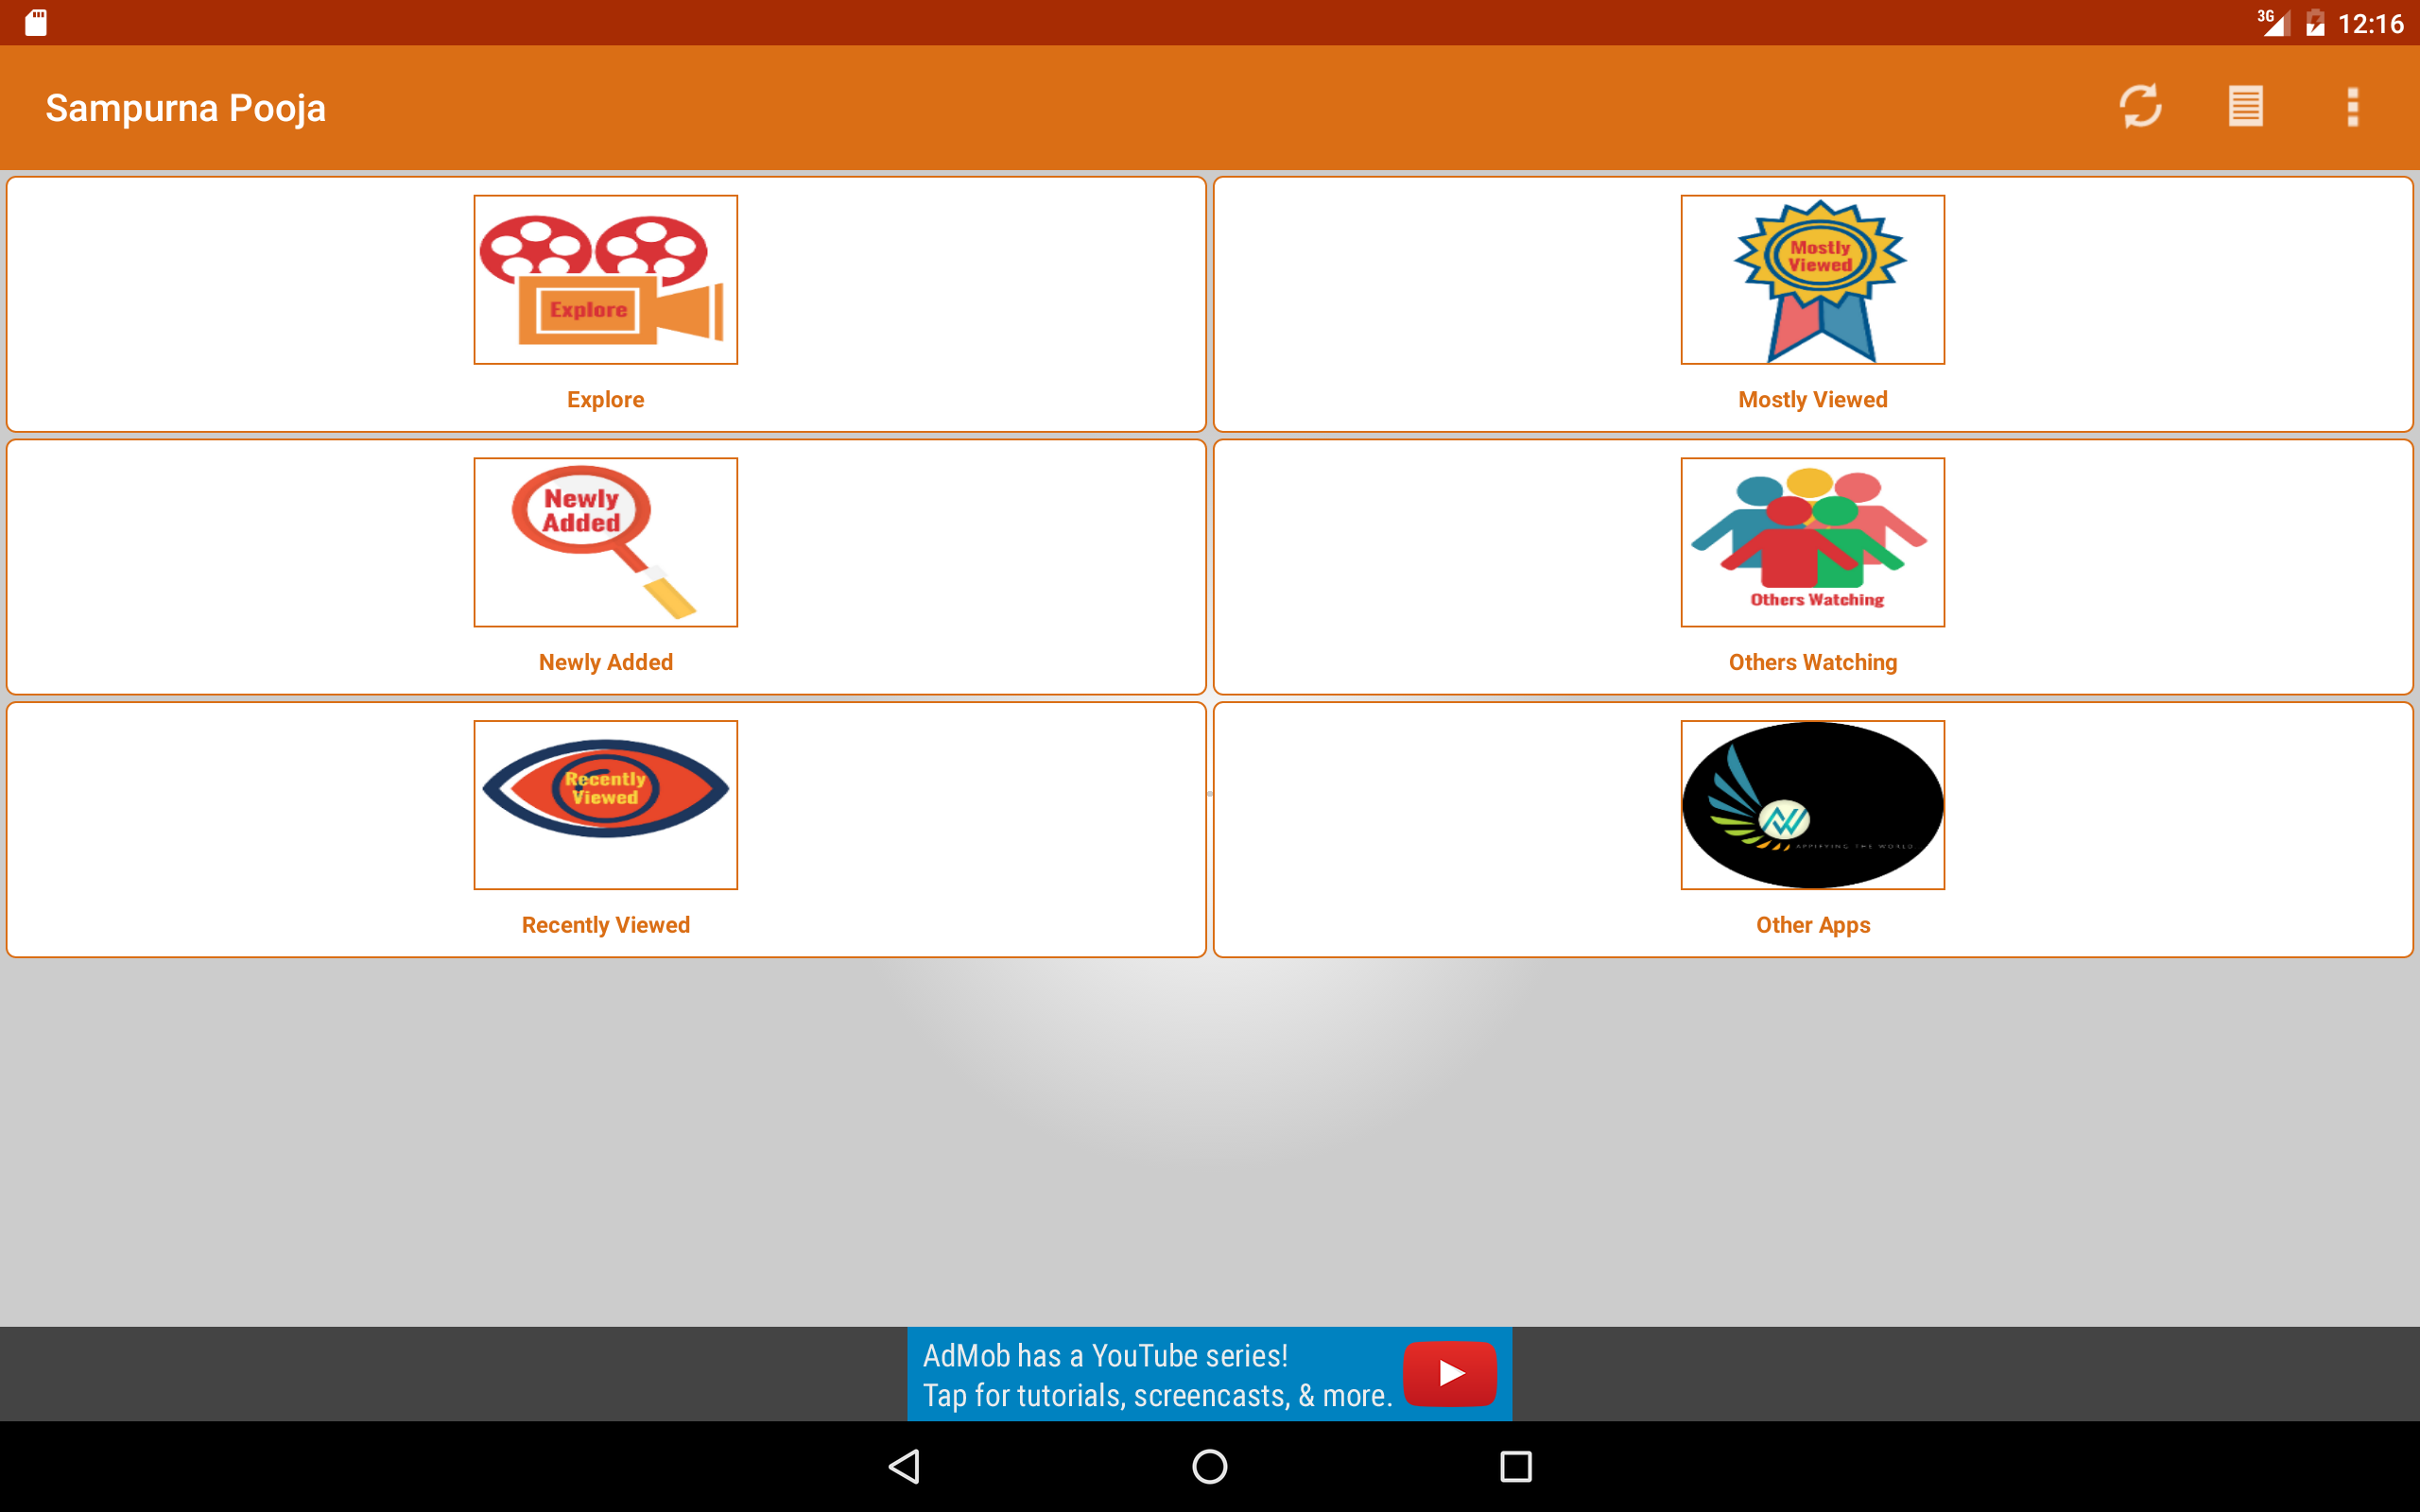 3G 12:16
Sampurna Pooja
Explore
Explore
Mostly
Viewed
Mostly Viewed
Newly
Added
Newly Added
Others Watching
Others Watching
Recently
Viewed
Recently Viewed
APPIFYING THE WORLD
Other Apps
AdMob has a YouTube series!
Tap for tutorials, screencasts, & more.